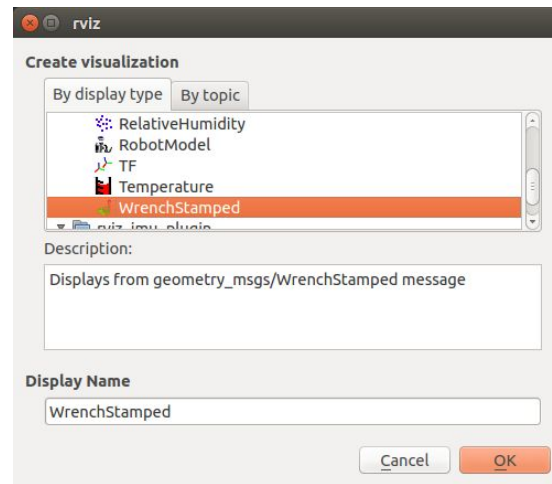 rviz
Create visualization
By display type By topic
RelativeHumidity
RobotModel
TF
Temperature
WrenchStamped
rviz_imu_plugin
Description:
Displays from geometry_msgs/WrenchStamped message
Display Name
WrenchStamped
Cancel OK